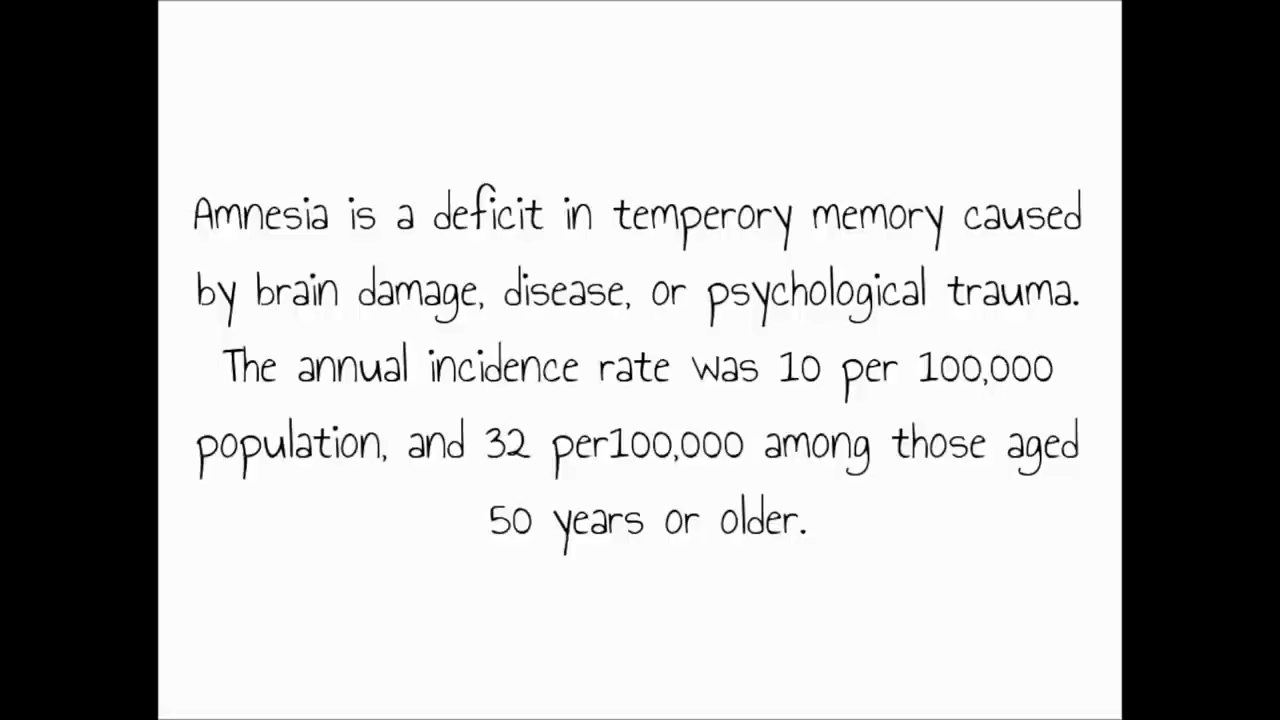 Amnesia is a deficit in temperory memory caused
by brain damage, disease, or psychological trauma.
The annual incidence rate was 10 per 100,000
population, and 32 per100,000 among those aged
50 years or older.